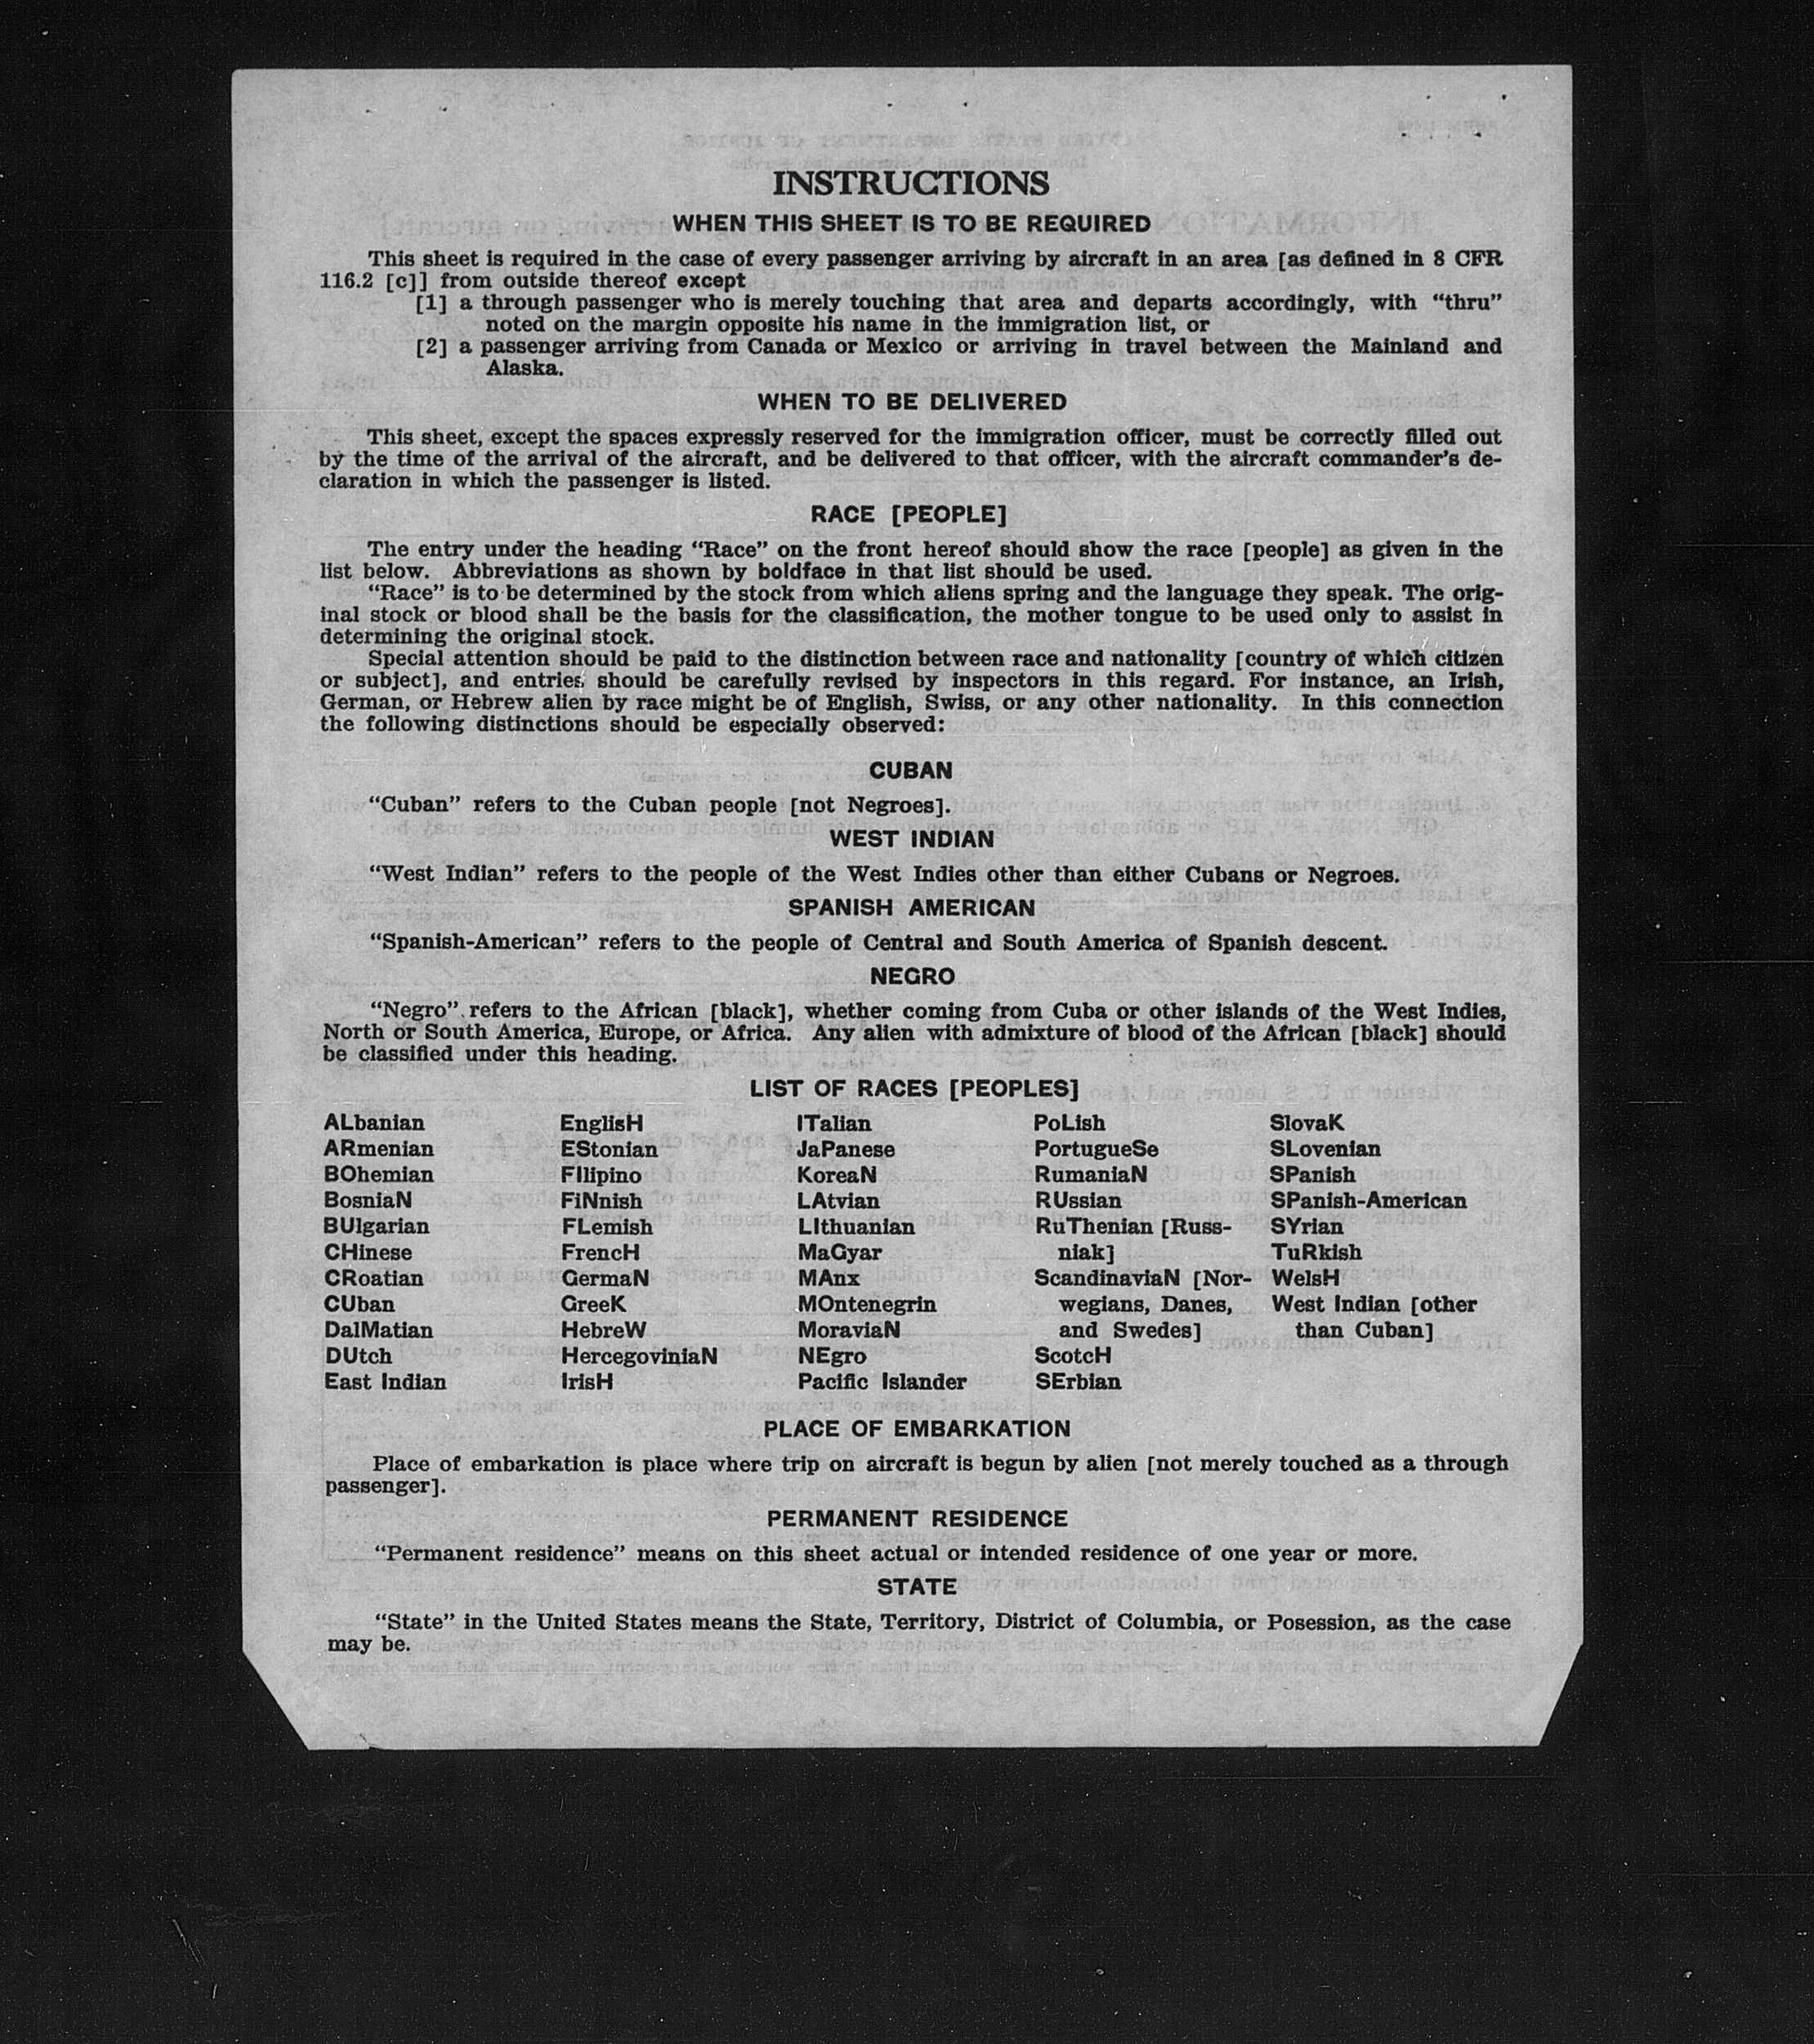 INSTRUCTIONS
WHEN THIS SHEET IS TO BE REQUIRED
This sheet is required in the case of every passenger arriving by aircraft in an area [as defined in 8 CFR
116.2 [c]] from outside thereof except
[1] a through passenger who is merely touching that area and departs accordingly, with “thru”
noted on the margin opposite his name in the immigration list, or
[2] a passenger arriving from Canada or Mexico or arriving in travel between the Mainland and
Alaska.
WHEN TO BE DELIVERED
This sheet, except the spaces expressly reserved for the immigration officer, must be correctly filled out
by the time of the arrival of the aircraft, and be delivered to that officer, with the aircraft commander's de-
claration in which the passenger is listed.
RACE [PEOPLE]
The entry under the heading “Race” on the front hereof should show the race [people] as given in the
list below. Abbreviations as shown by boldface in that list should be used.
“Race” is to be determined by the stock from which aliens spring and the language they speak. The orig-
inal stock or blood shall be the basis for the classification, the mother tongue to be used only to assist in
determining the original stock.
Special attention should be paid to the distinction between race and nationality [country of which citizen
or subject], and entries should be carefully revised by inspectors in this regard. For instance, an Irish,
German, or Hebrew alien by race might be of English, Swiss, or any other nationality. In this connection
the following distinctions should be especially observed:
CUBAN
“Cuban” refers to the Cuban people [not Negroes].
WEST INDIAN
“West Indian” refers to the people of the West Indies other than either Cubans or Negroes.
SPANISH AMERICAN
“Spanish-American” refers to the people of Central and South America of Spanish descent.
NEGRO
“Negro” refers to the African [black], whether coming from Cuba or other islands of the West Indies,
North or South America, Europe, or Africa. Any alien with admixture of blood of the African [black] should
be classified under this heading.
LIST OF RACES [PEOPLES]
ALbanian
ARmenian
BOhemian
BosniaN
BUlgarian
CHinese
CRoatian
CUban
DalMatian
DUtch
East Indian
EnglisH
EStonian
FIlipino
FiNnish
FLemish
FrencH
GermaN
GreeK
HebreW
HercegoviniaN
IrisH
ITalian
JaPanese
KoreaN
LAtvian
LIthuanian
MaGyar
MAnx
MOntenegrin
MoraviaN
NEgro
Pacific Islander
PoLish
PortugueSe
RumaniaN
RUssian
RuThenian [Russ-
niak]
ScandinaviaN [Nor-
wegians, Danes,
and Swedes]
ScotcH
SErbian
SlovaK
SLovenian
SPanish
SPanish-American
SYrian
TuRkish
WelsH
West Indian [other
than Cuban]
PLACE OF EMBARKATION
Place of embarkation is place where trip on aircraft is begun by alien [not merely touched as a through
passenger].
PERMANENT RESIDENCE
“Permanent residence” means on this sheet actual or intended residence of one year or more.
STATE
“State” in the United States means the State, Territory, District of Columbia, or Posession, as the case
may be.